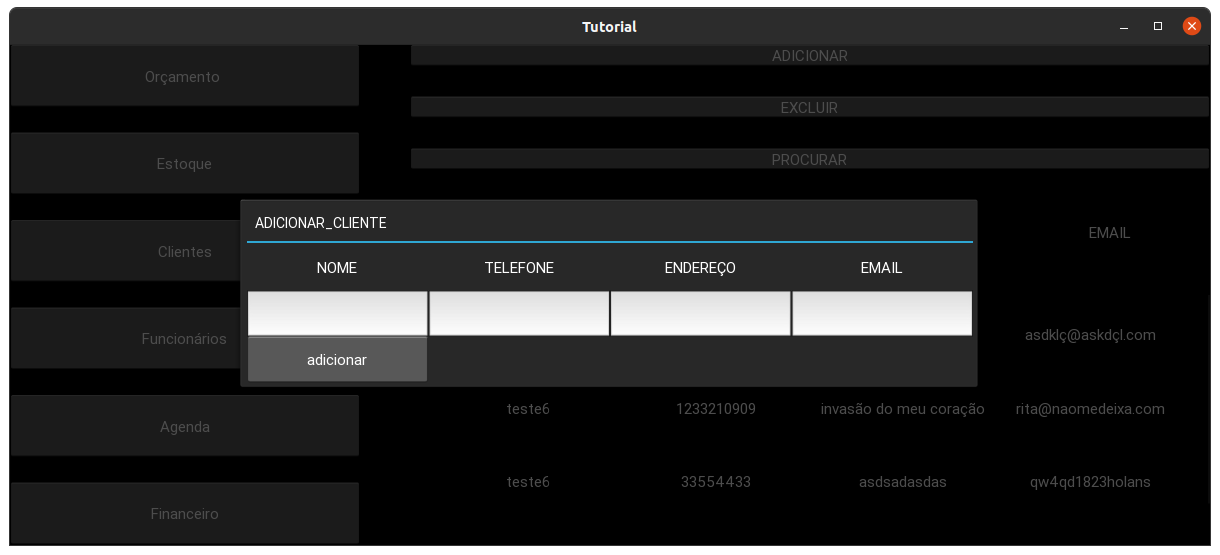 Tutorial
Orçamento
ADICIONAR
EXCLUIR
Estoque
PROCURAR
ADICIONAR_CLIENTE
EMAIL
Clientes
NOME TELEFONE ENDEREÇO EMAIL
Funcionários
asdklç@askdçl.com
adicionar
teste6 1233210909 invasão do meu coração rita@naomedeixa.com
Agenda
teste6 33554433 asdsadasdas qw4qd1823holans
Financeiro